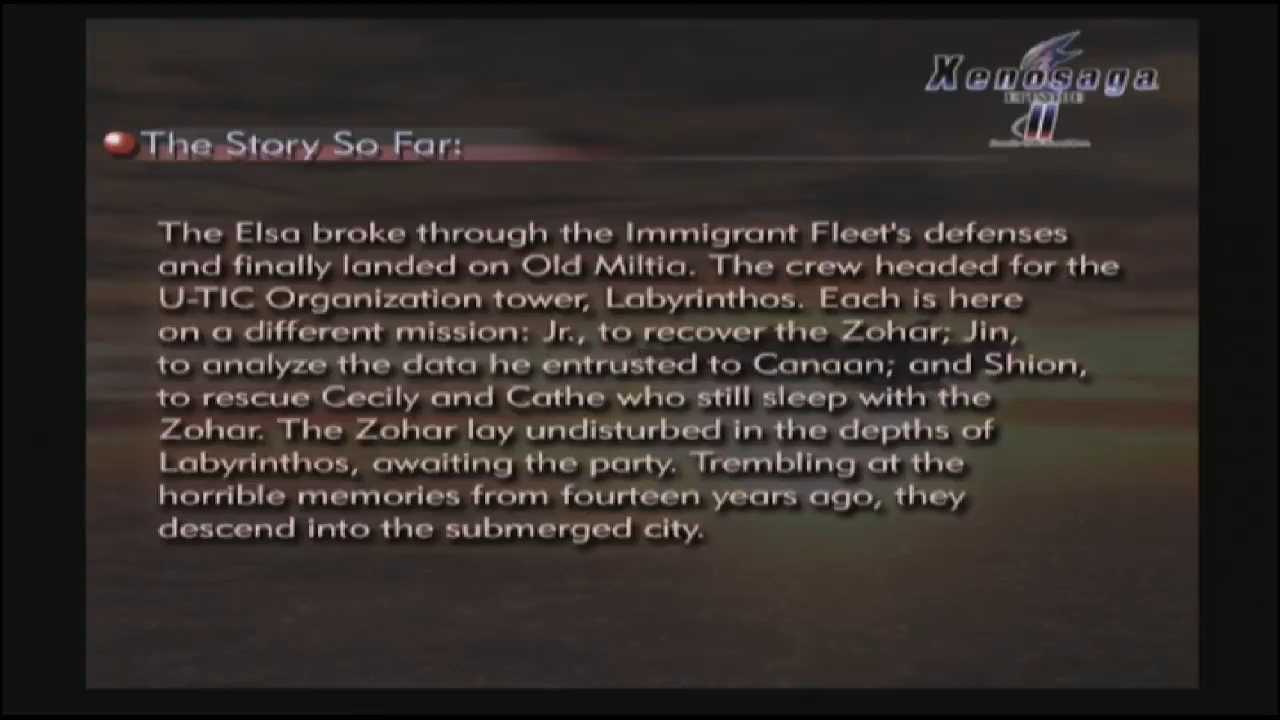 Xenosaga
EPISODE
II
The Story So Far:
The Elsa broke through the Immigrant Fleet's defenses
and finally landed on Old Miltia. The crew headed for the
U-TIC Organization tower, Labyrinthos. Each is here
on a different mission: Jr., to recover the Zohar; Jin,
to analyze the data he entrusted to Canaan; and Shion,
to rescue Cecily and Cathe who still sleep with the
Zohar. The Zohar lay undisturbed in the depths of
Labyrinthos, awaiting the party. Trembling at the
horrible memories from fourteen years ago, they
descend into the submerged city.